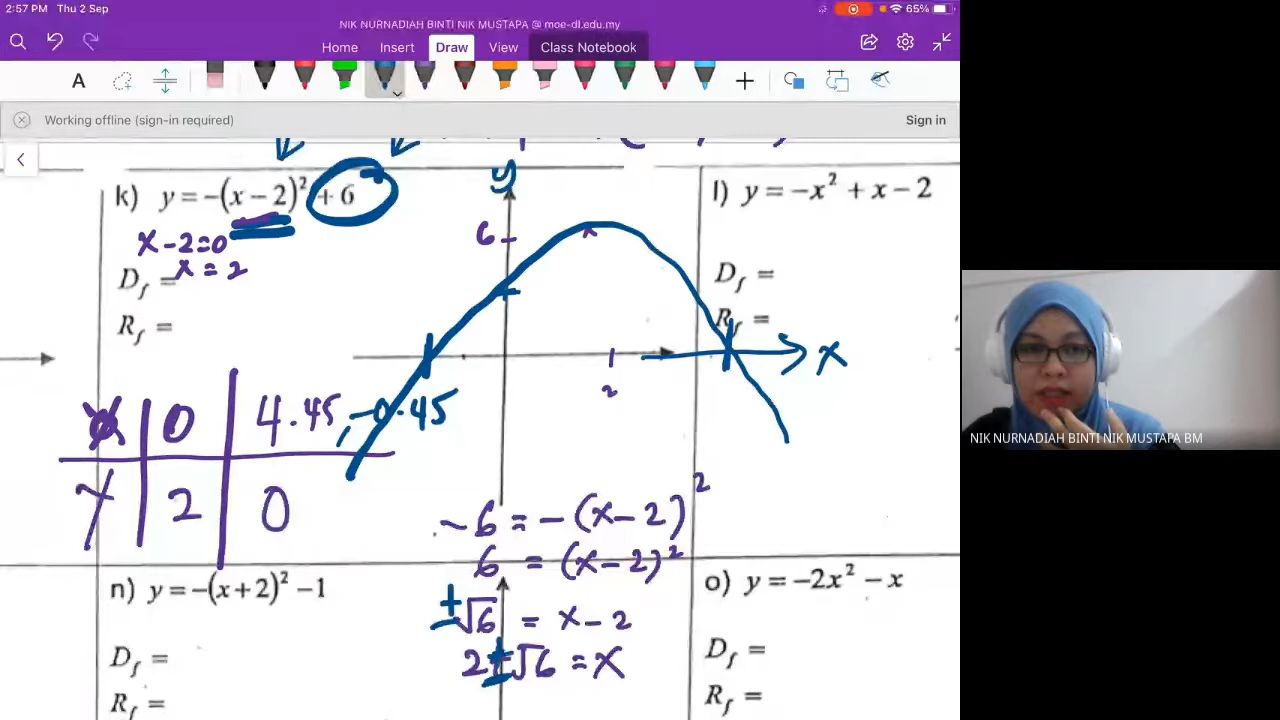 2:57 PM Thu 2 Sep
65%
NIK NURNADIAH BINTI NIK MUSTAPA @ moe-dl.edu.my
Home Insert Draw View Class Notebook
A
Working offline (sign-in required)
Sign in
k) y = -(x - 2)² + 6
x - 2 = 0
x = 2
D_f =
R_f =
y
6
x
2
-0.45
x | 0 | 4.45,
y | 2 | 0
-6 = -(x - 2)²
6 = (x - 2)²
±√6 = x - 2
2 ± √6 = x
l) y = -x² + x - 2
D_f =
R_f =
n) y = -(x+2)² - 1
D_f =
R_f =
o) y = -2x² - x
D_f =
R_f =
NIK NURNADIAH BINTI NIK MUSTAPA BM